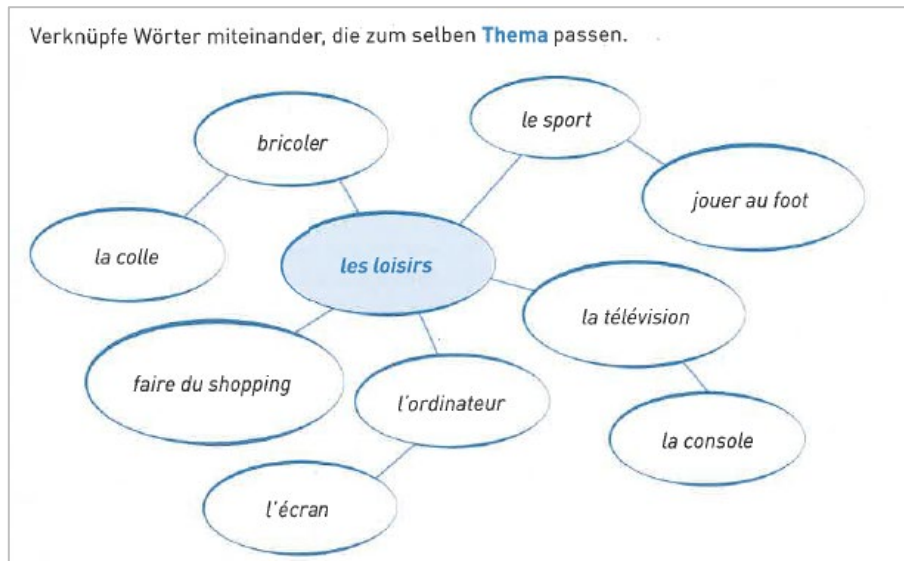 Verknüpfe Wörter miteinander, die zum selben Thema passen.
le sport
bricoler
jouer au foot
la colle
les loisirs
la télévision
faire du shopping
l'ordinateur
la console
l'écran